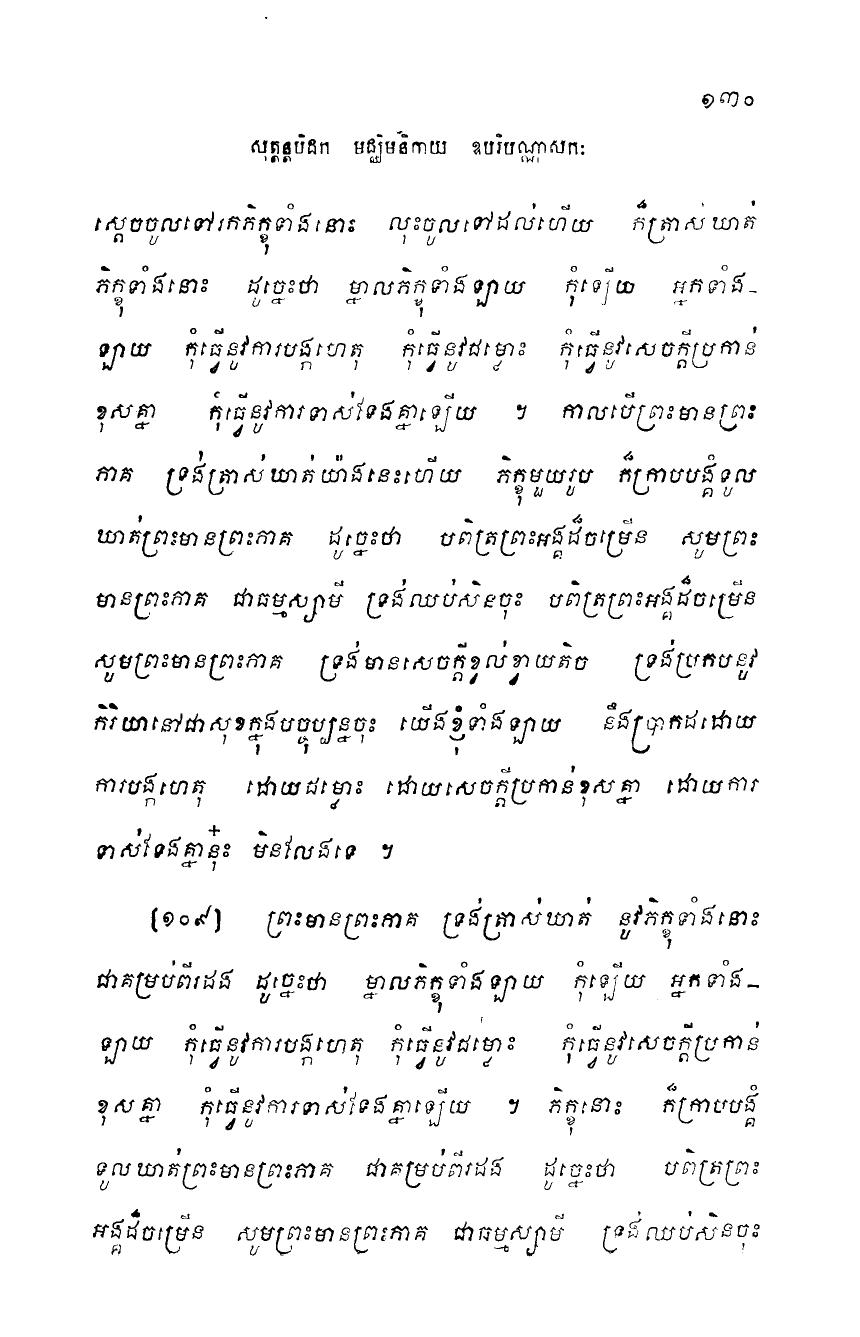 ១៣០
សុត្តន្តបិដក មជ្ឈិមនិកាយ ឧបរិបណ្ណាសកៈ
ស្តេចចូលទៅរកភិក្ខុទាំងនោះ លុះចូលទៅដល់ហើយ ក៏ត្រាស់ឃាត់
ភិក្ខុទាំងនោះ ដូច្នេះថា ម្នាលភិក្ខុទាំងឡាយ កុំឡើយ អ្នកទាំង-
ឡាយ កុំធ្វើនូវការបង្កហេតុ កុំធ្វើនូវជម្លោះ កុំធ្វើនូវសេចក្តីប្រកាន់
ខុសគ្នា កុំធ្វើនូវការទាស់ទែងគ្នាឡើយ ។ កាលបើព្រះមានព្រះ
ភាគ ទ្រង់ត្រាស់ឃាត់យ៉ាងនេះហើយ ភិក្ខុមួយរូប ក៏ក្រាបបង្គំទូល
ឃាត់ព្រះមានព្រះភាគ ដូច្នេះថា បពិត្រព្រះអង្គដ៏ចម្រើន សូមព្រះ
មានព្រះភាគ ជាធម្មស្សាមី ទ្រង់ឈប់សិនចុះ បពិត្រព្រះអង្គដ៏ចម្រើន
សូមព្រះមានព្រះភាគ ទ្រង់មានសេចក្តីខ្វល់ខ្វាយតិច ទ្រង់ប្រកបនូវ
កិរិយានៅជាសុខក្នុងបច្ចុប្បន្នចុះ យើងខ្ញុំទាំងឡាយ នឹងប្រាកដដោយ
ការបង្កហេតុ ដោយជម្លោះ ដោយសេចក្តីប្រកាន់ខុសគ្នា ដោយការ
ទាស់ទែងគ្នានុ៎ះ មិនលែងទេ ។
(១០៩) ព្រះមានព្រះភាគ ទ្រង់ត្រាស់ឃាត់ នូវភិក្ខុទាំងនោះ
ជាគម្រប់ពីរដង ដូច្នេះថា ម្នាលភិក្ខុទាំងឡាយ កុំឡើយ អ្នកទាំង-
ឡាយ កុំធ្វើនូវការបង្កហេតុ កុំធ្វើនូវជម្លោះ កុំធ្វើនូវសេចក្តីប្រកាន់
ខុសគ្នា កុំធ្វើនូវការទាស់ទែងគ្នាឡើយ ។ ភិក្ខុនោះ ក៏ក្រាបបង្គំ
ទូលឃាត់ព្រះមានព្រះភាគ ជាគម្រប់ពីរដង ដូច្នេះថា បពិត្រព្រះ
អង្គដ៏ចម្រើន សូមព្រះមានព្រះភាគ ជាធម្មស្សាមី ទ្រង់ឈប់សិនចុះ